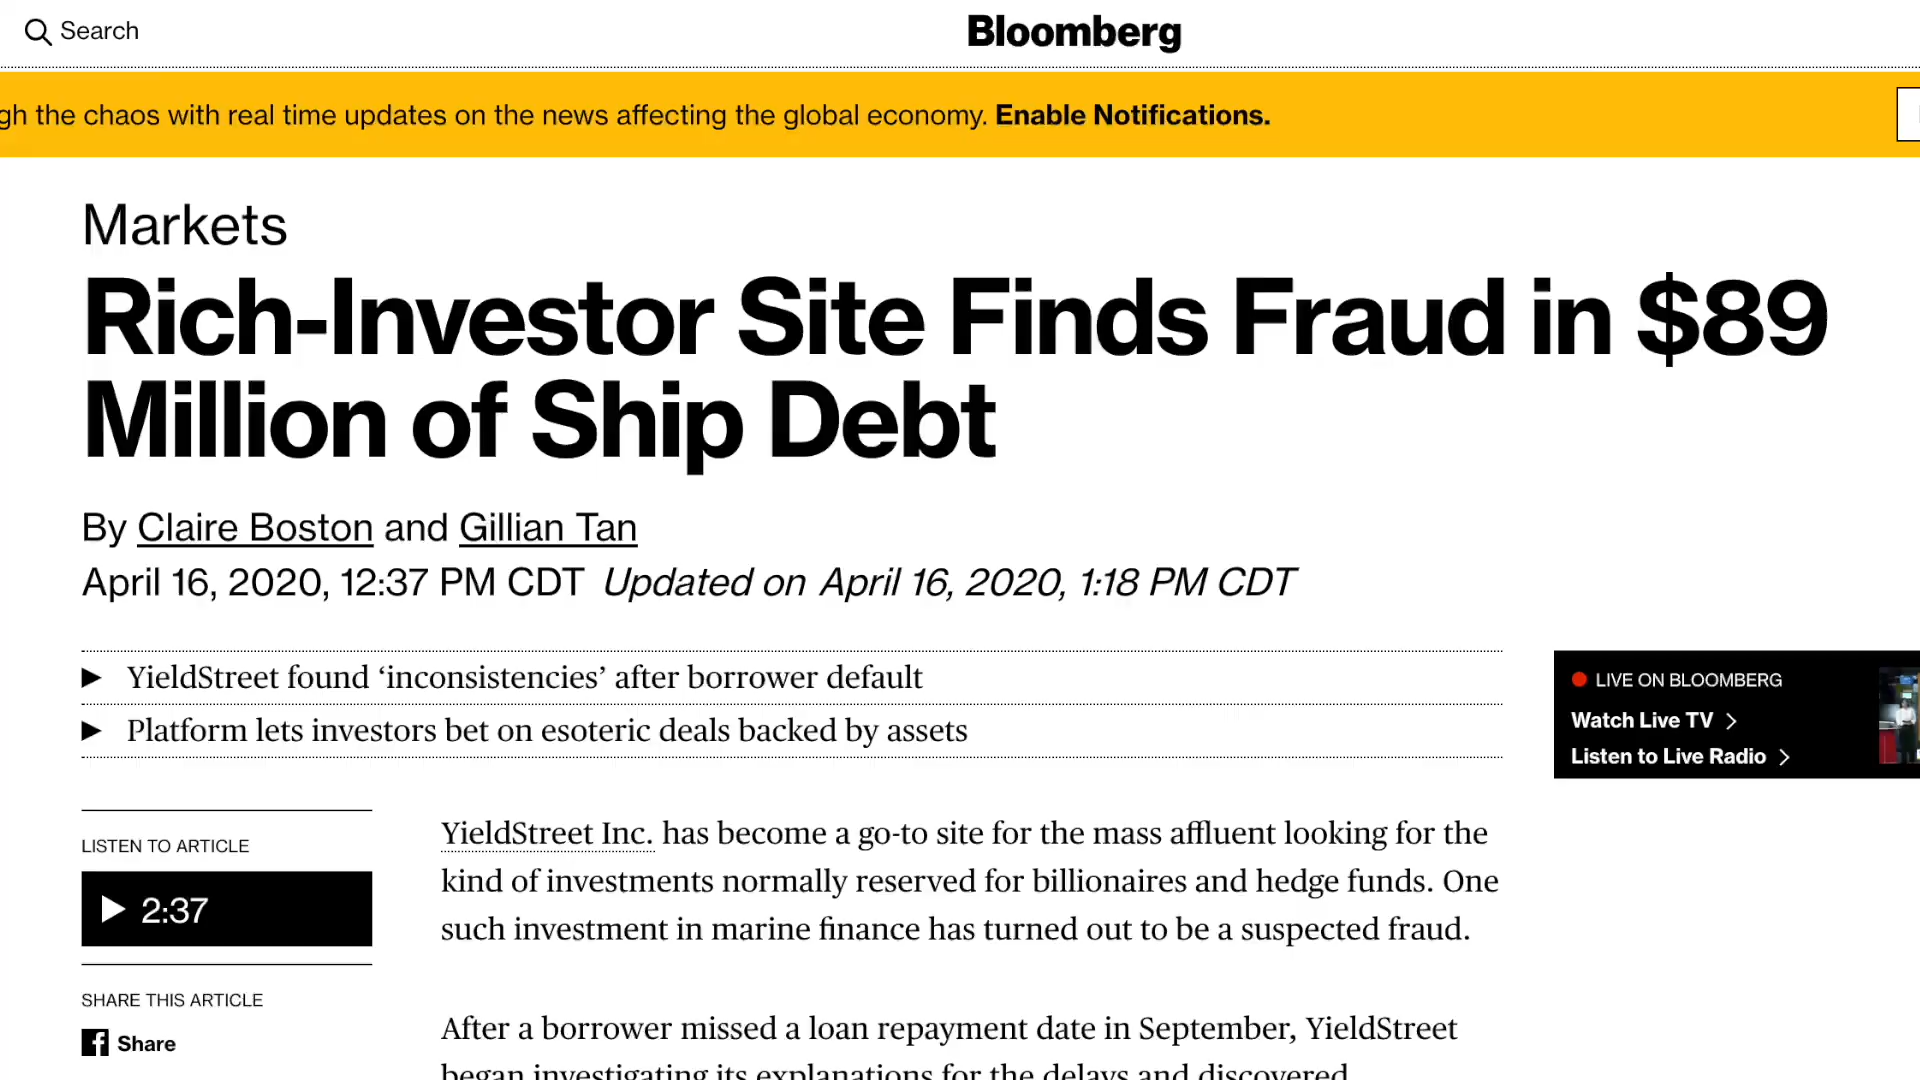 Search
Bloomberg
gh the chaos with real time updates on the news affecting the global economy. Enable Notifications.
Markets
Rich-Investor Site Finds Fraud in $89
Million of Ship Debt
By Claire Boston and Gillian Tan
April 16, 2020, 12:37 PM CDT Updated on April 16, 2020, 1:18 PM CDT
YieldStreet found ‘inconsistencies’ after borrower default
Platform lets investors bet on esoteric deals backed by assets
LIVE ON BLOOMBERG
Watch Live TV
Listen to Live Radio
LISTEN TO ARTICLE
2:37
SHARE THIS ARTICLE
Share
YieldStreet Inc. has become a go-to site for the mass affluent looking for the
kind of investments normally reserved for billionaires and hedge funds. One
such investment in marine finance has turned out to be a suspected fraud.
After a borrower missed a loan repayment date in September, YieldStreet
began investigating its explanations for the delays and discovered